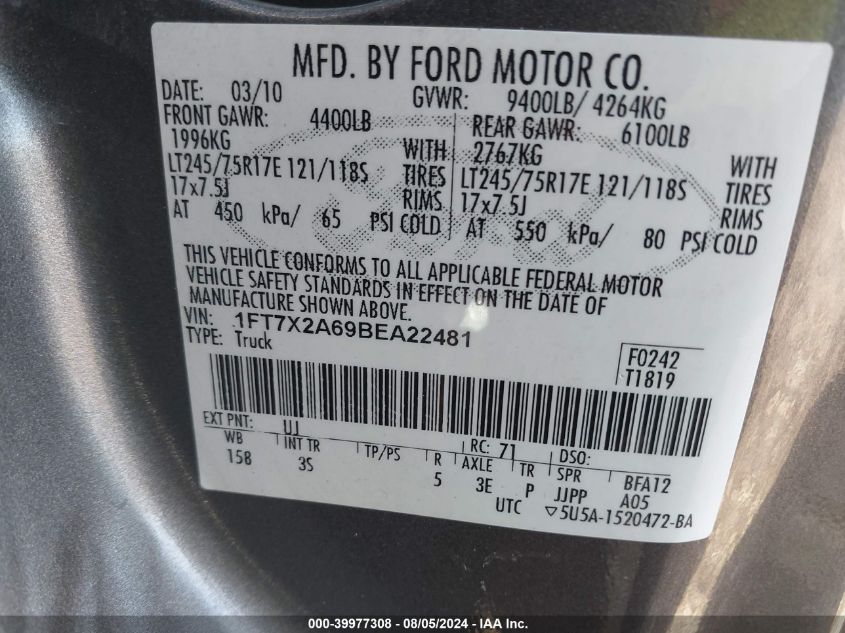 MFD. BY FORD MOTOR CO.
DATE: 03/10 GVWR: 9400LB/ 4264KG
FRONT GAWR: 4400LB REAR GAWR: 6100LB
1996KG WITH 2767KG WITH
LT245/75R17E 121/118S TIRES LT245/75R17E 121/118S TIRES
17x7.5J RIMS 17x7.5J RIMS
AT 450 kPa/ 65 PSI COLD AT 550 kPa/ 80 PSI COLD
THIS VEHICLE CONFORMS TO ALL APPLICABLE FEDERAL MOTOR
VEHICLE SAFETY STANDARDS IN EFFECT ON THE DATE OF
MANUFACTURE SHOWN ABOVE.
VIN: 1FT7X2A69BEA22481
TYPE: Truck
F0242
T1819
EXT PNT: UJ RC: 71 DSO:
WB INT TR TP/PS R AXLE TR SPR BFA12
158 3S 5 3E P JJPP A05
UTC ▽5U5A-1520472-BA
000-39977308 - 08/05/2024 - IAA Inc.